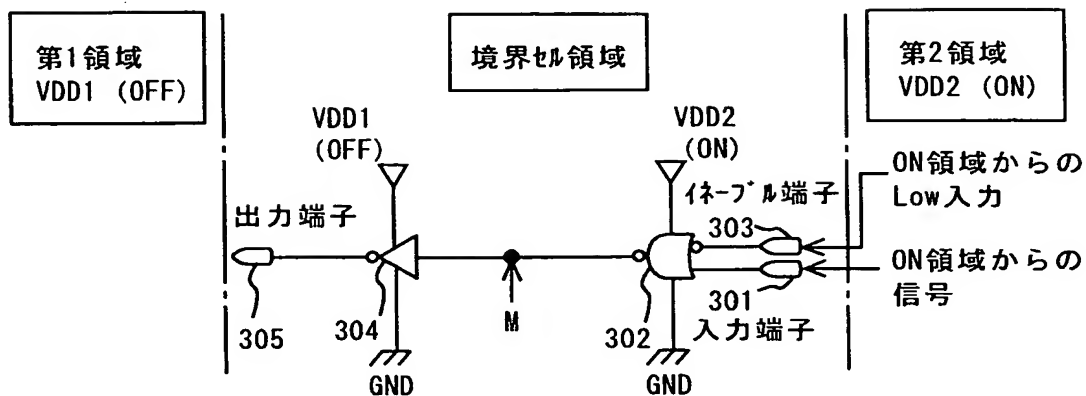 第1領域
VDD1 (OFF)
境界ｾﾙ領域
第2領域
VDD2 (ON)
VDD1
(OFF)
VDD2
(ON)
ON領域からの
Low入力
ｲﾈｰﾌﾞﾙ端子
303
出力端子
ON領域からの
信号
301
入力端子
305
304
M
302
GND
GND